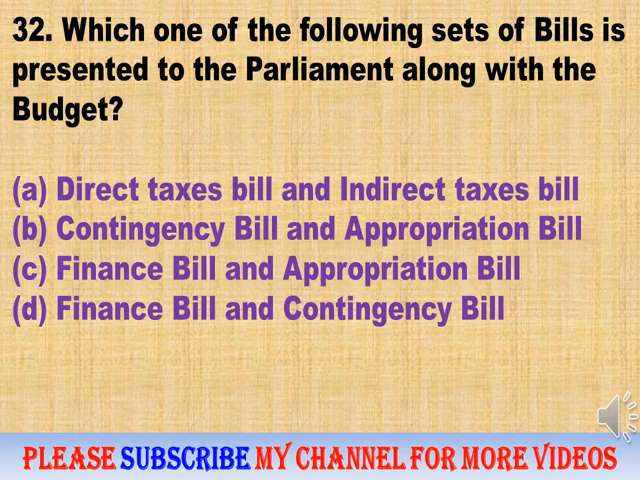 32. Which one of the following sets of Bills is
presented to the Parliament along with the
Budget?
(a) Direct taxes bill and Indirect taxes bill
(b) Contingency Bill and Appropriation Bill
(c) Finance Bill and Appropriation Bill
(d) Finance Bill and Contingency Bill
PLEASE SUBSCRIBE MY CHANNEL FOR MORE VIDEOS